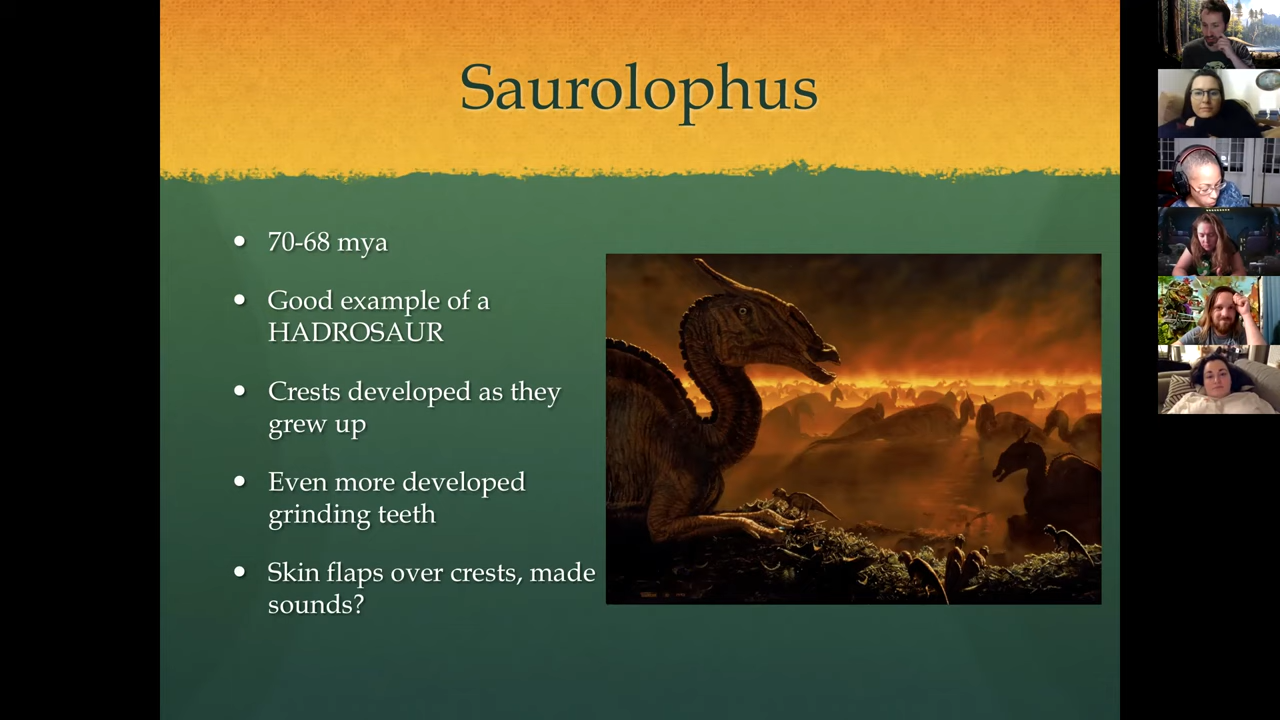 Saurolophus
70-68 mya
Good example of a
HADROSAUR
Crests developed as they
grew up
Even more developed
grinding teeth
Skin flaps over crests, made
sounds?